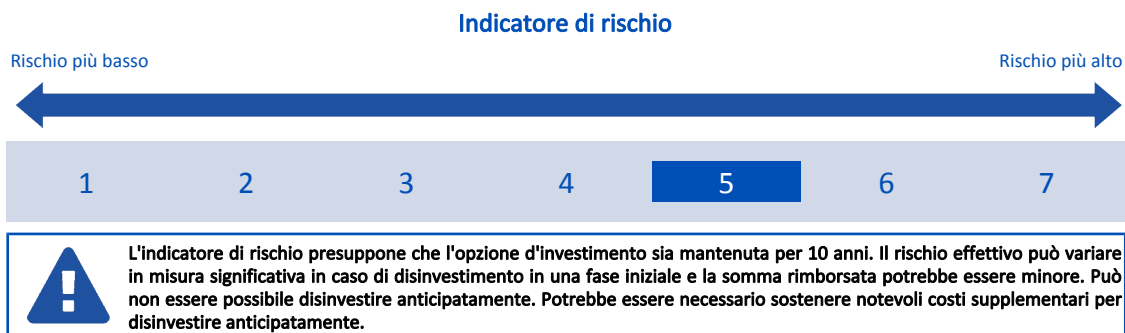 Indicatore di rischio
Rischio più basso
Rischio più alto
1 2 3 4 5 6 7
L'indicatore di rischio presuppone che l'opzione d'investimento sia mantenuta per 10 anni. Il rischio effettivo può variare
in misura significativa in caso di disinvestimento in una fase iniziale e la somma rimborsata potrebbe essere minore. Può
non essere possibile disinvestire anticipatamente. Potrebbe essere necessario sostenere notevoli costi supplementari per
disinvestire anticipatamente.